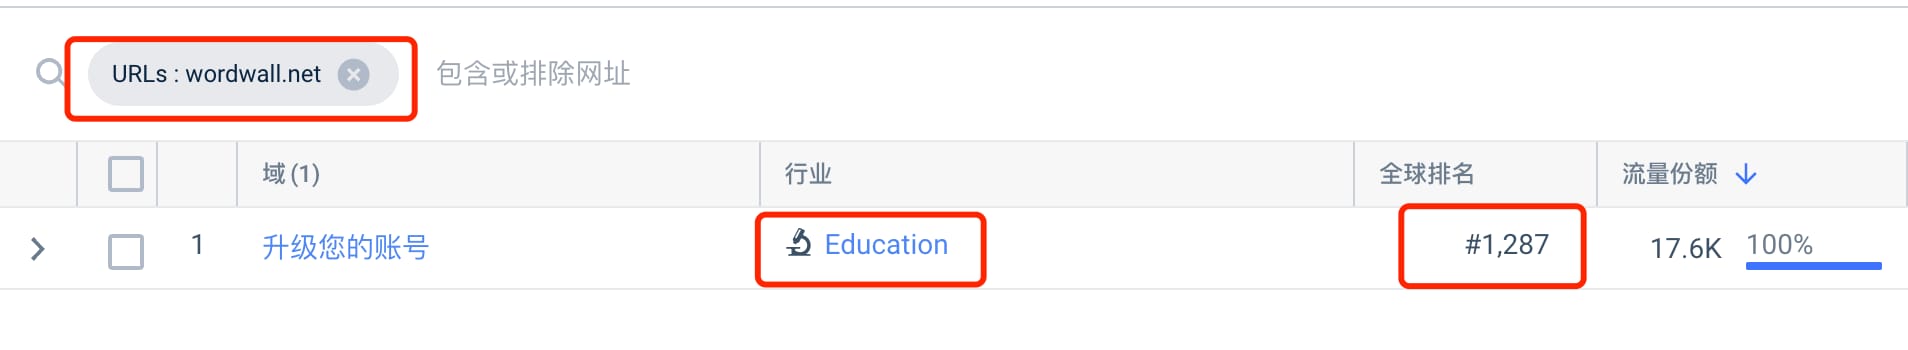 URLs : wordwall.net 包含或排除网址
域 (1) 行业 全球排名 流量份额
1 升级您的账号 Education #1,287 17.6K 100%